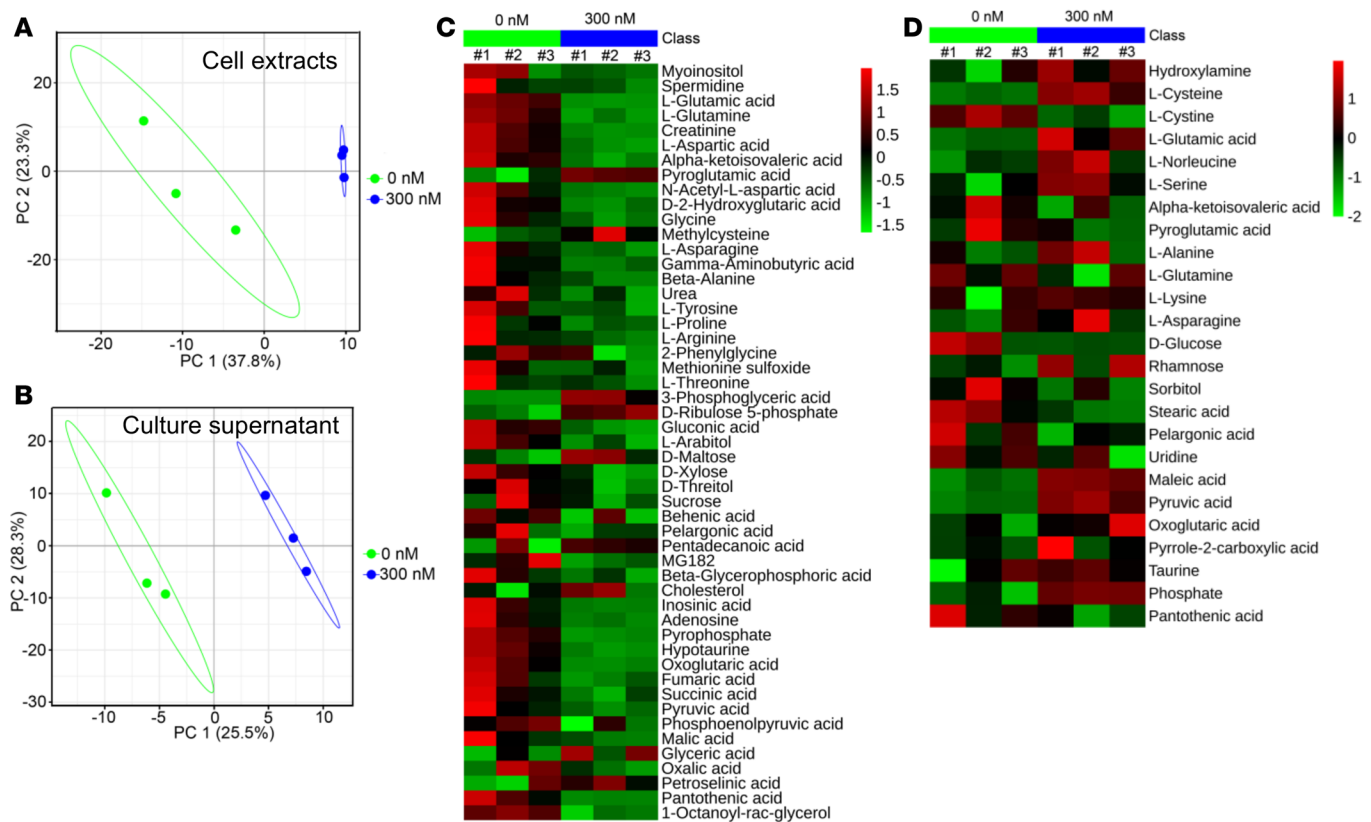 A
Cell extracts
20
0
-20
-20
-10
0
10
PC 2 (23.3%)
PC 1 (37.8%)
0 nM
300 nM
B
Culture supernatant
20
10
0
-10
-20
-30
-10
-5
0
5
10
PC 2 (28.3%)
PC 1 (25.5%)
0 nM
300 nM
C
0 nM 300 nM
Class
#1 #2 #3 #1 #2 #3
Myoinositol
Spermidine
L-Glutamic acid
L-Glutamine
Creatinine
L-Aspartic acid
Alpha-ketoisovaleric acid
Pyroglutamic acid
N-Acetyl-L-aspartic acid
D-2-Hydroxyglutaric acid
Glycine
Methylcysteine
L-Asparagine
Gamma-Aminobutyric acid
Beta-Alanine
Urea
L-Tyrosine
L-Proline
L-Arginine
2-Phenylglycine
Methionine sulfoxide
L-Threonine
3-Phosphoglyceric acid
D-Ribulose 5-phosphate
Gluconic acid
L-Arabitol
D-Maltose
D-Xylose
D-Threitol
Sucrose
Behenic acid
Pelargonic acid
Pentadecanoic acid
MG182
Beta-Glycerophosphoric acid
Cholesterol
Inosinic acid
Adenosine
Pyrophosphate
Hypotaurine
Oxoglutaric acid
Fumaric acid
Succinic acid
Pyruvic acid
Phosphoenolpyruvic acid
Malic acid
Glyceric acid
Oxalic acid
Petroselinic acid
Pantothenic acid
1-Octanoyl-rac-glycerol
1.5
1
0.5
0
-0.5
-1
-1.5
D
0 nM 300 nM
Class
#1 #2 #3 #1 #2 #3
Hydroxylamine
L-Cysteine
L-Cystine
L-Glutamic acid
L-Norleucine
L-Serine
Alpha-ketoisovaleric acid
Pyroglutamic acid
L-Alanine
L-Glutamine
L-Lysine
L-Asparagine
D-Glucose
Rhamnose
Sorbitol
Stearic acid
Pelargonic acid
Uridine
Maleic acid
Pyruvic acid
Oxoglutaric acid
Pyrrole-2-carboxylic acid
Taurine
Phosphate
Pantothenic acid
1
0
-1
-2